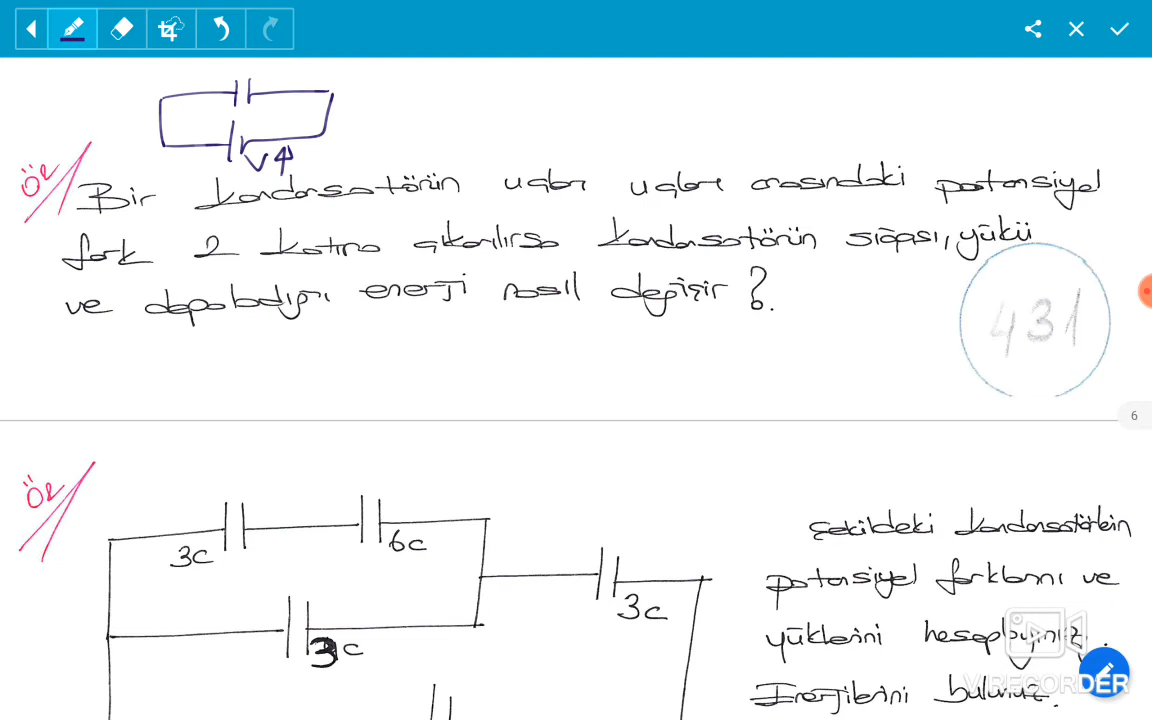 V
Ör
Bir kondansatörün uçları uçları arasındaki potansiyel
fark 2 katına çıkarılırsa kondansatörün sığası, yükü
ve depoladığı enerji nasıl değişir?
431
6
Ör
3C
6C
3C
3C
Şekildeki kondansatörlerin
potansiyel farklarını ve
yüklerini hesaplayınız.
Enerjilerini bulunuz.
VRECORDER